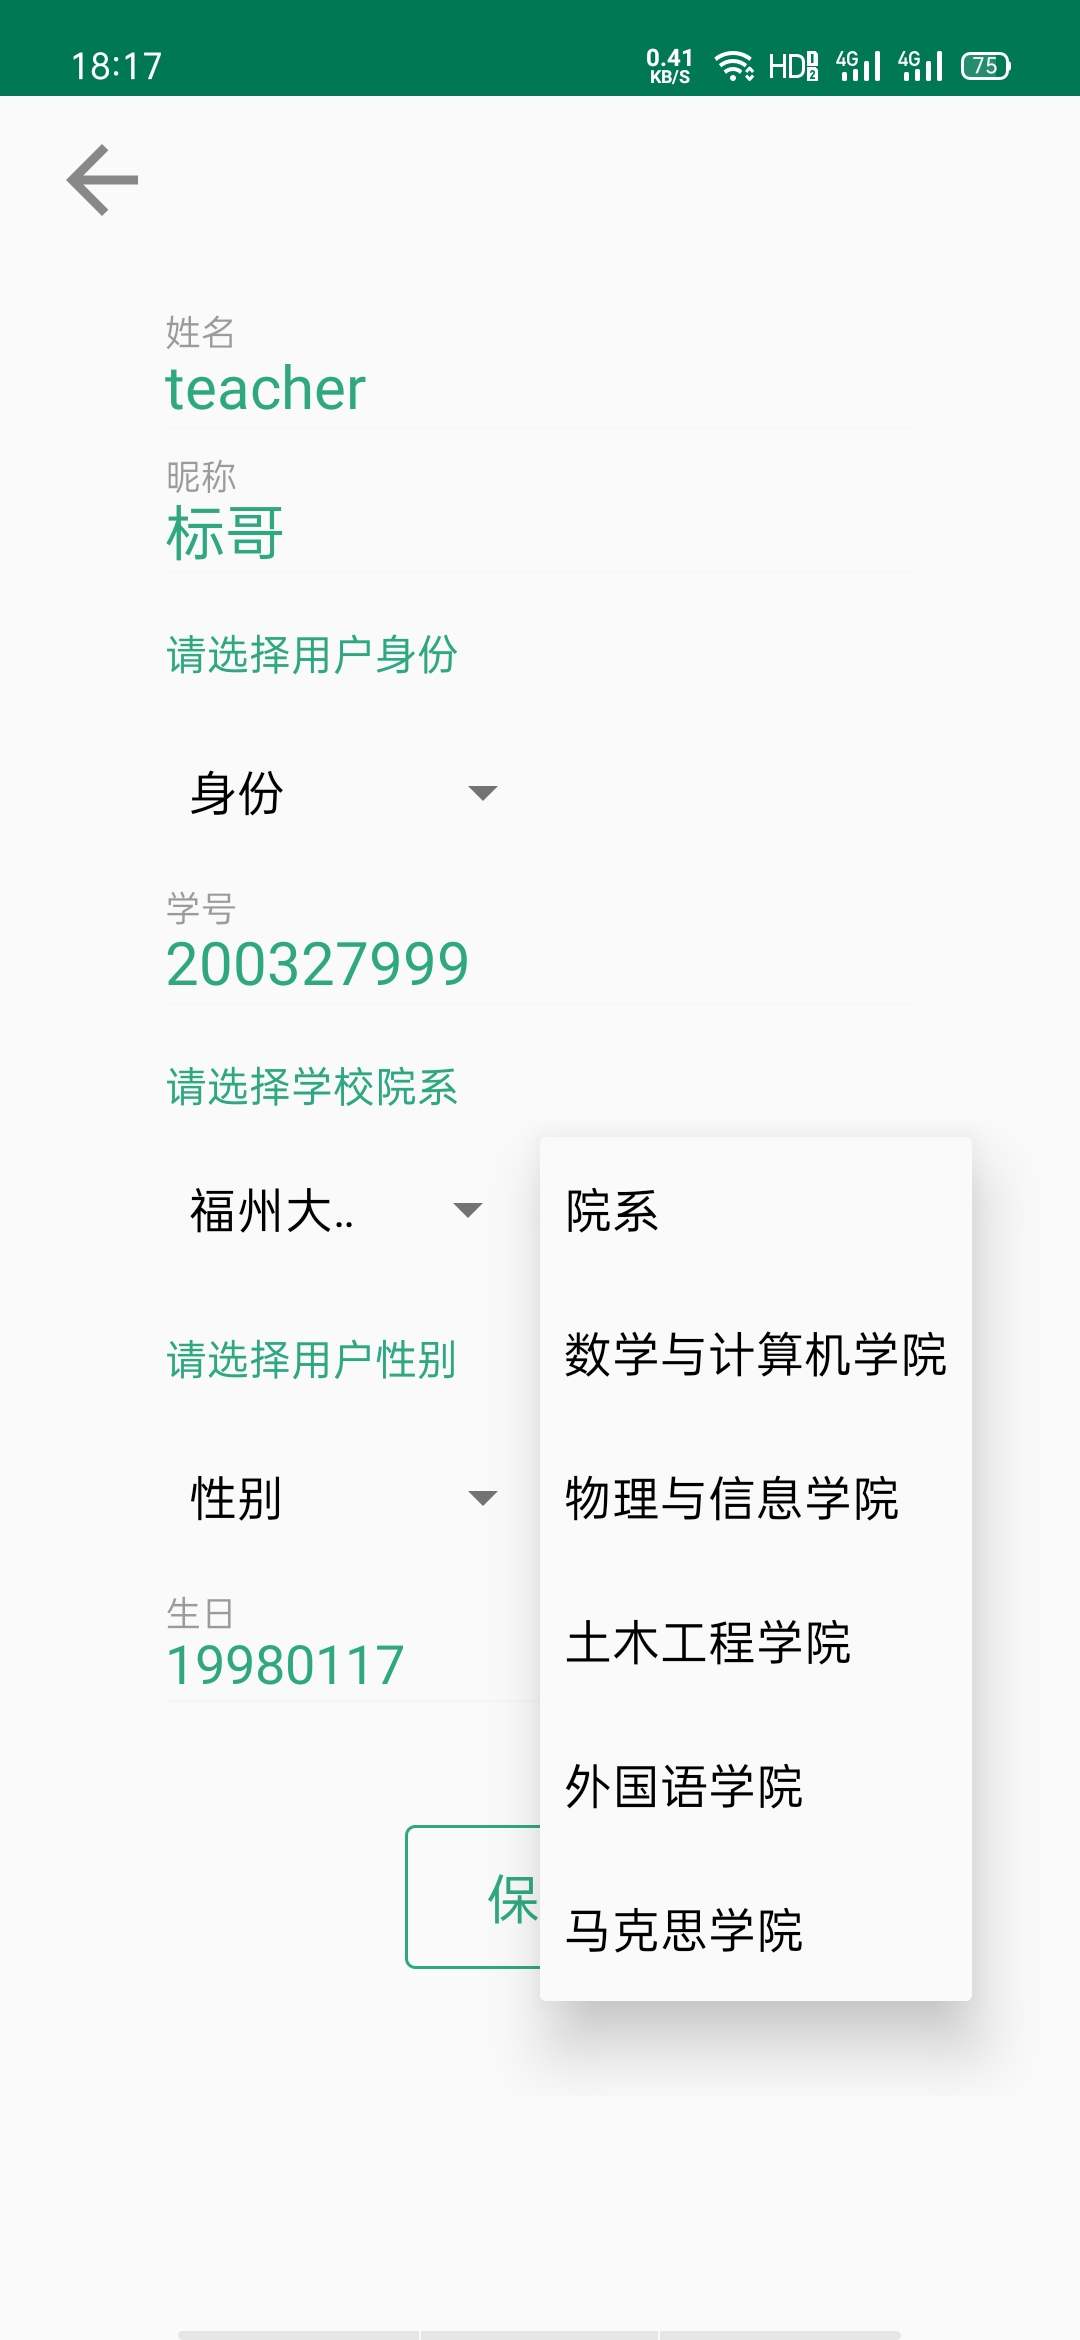 18:17
0.41
KB/S
HD 1
2
4G
4G
75
姓名
teacher
昵称
标哥
请选择用户身份
身份
学号
200327999
请选择学校院系
福州大..
院系
数学与计算机学院
请选择用户性别
物理与信息学院
性别
生日
土木工程学院
19980117
外国语学院
保
马克思学院